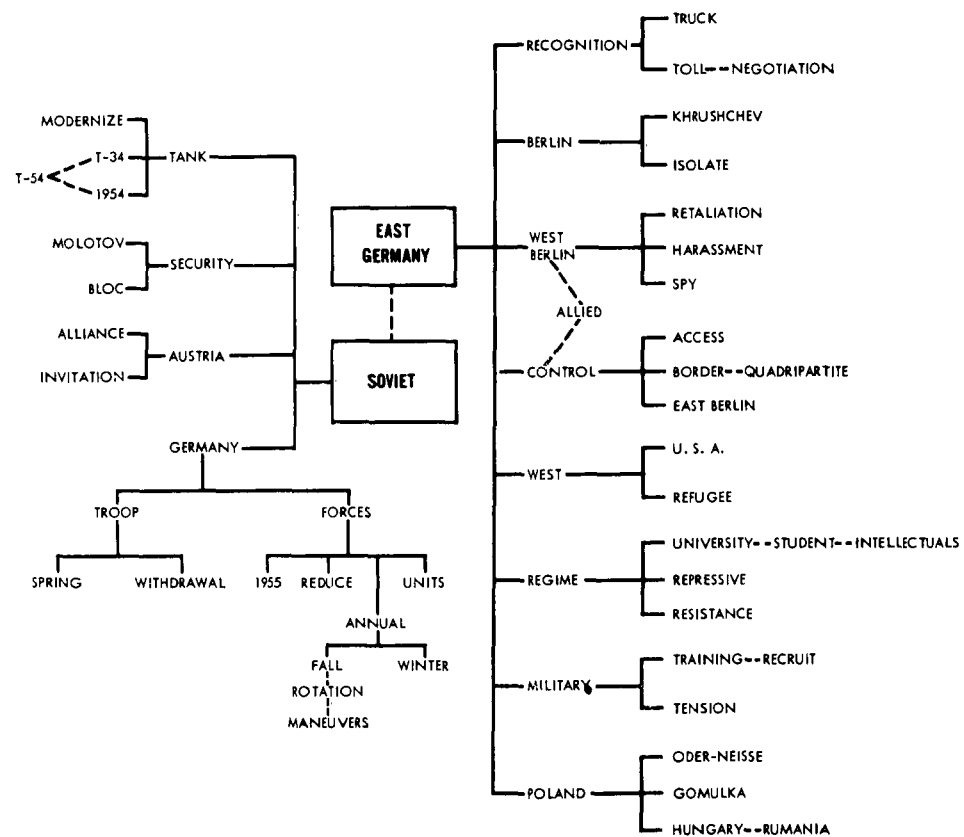 TRUCK
RECOGNITION
TOLL--NEGOTIATION
KHRUSHCHEV
BERLIN
ISOLATE
RETALIATION
WEST
BERLIN
HARASSMENT
SPY
ALLIED
ACCESS
CONTROL
BORDER--QUADRIPARTITE
EAST BERLIN
U. S. A.
WEST
REFUGEE
UNIVERSITY--STUDENT--INTELLECTUALS
REGIME
REPRESSIVE
RESISTANCE
TRAINING--RECRUIT
MILITARY
TENSION
ODER-NEISSE
POLAND
GOMULKA
HUNGARY--RUMANIA
EAST
GERMANY
SOVIET
MODERNIZE
T-34
TANK
T-54
1954
MOLOTOV
SECURITY
BLOC
ALLIANCE
AUSTRIA
INVITATION
GERMANY
TROOP
FORCES
SPRING
WITHDRAWAL
1955
REDUCE
UNITS
ANNUAL
FALL
WINTER
ROTATION
MANEUVERS